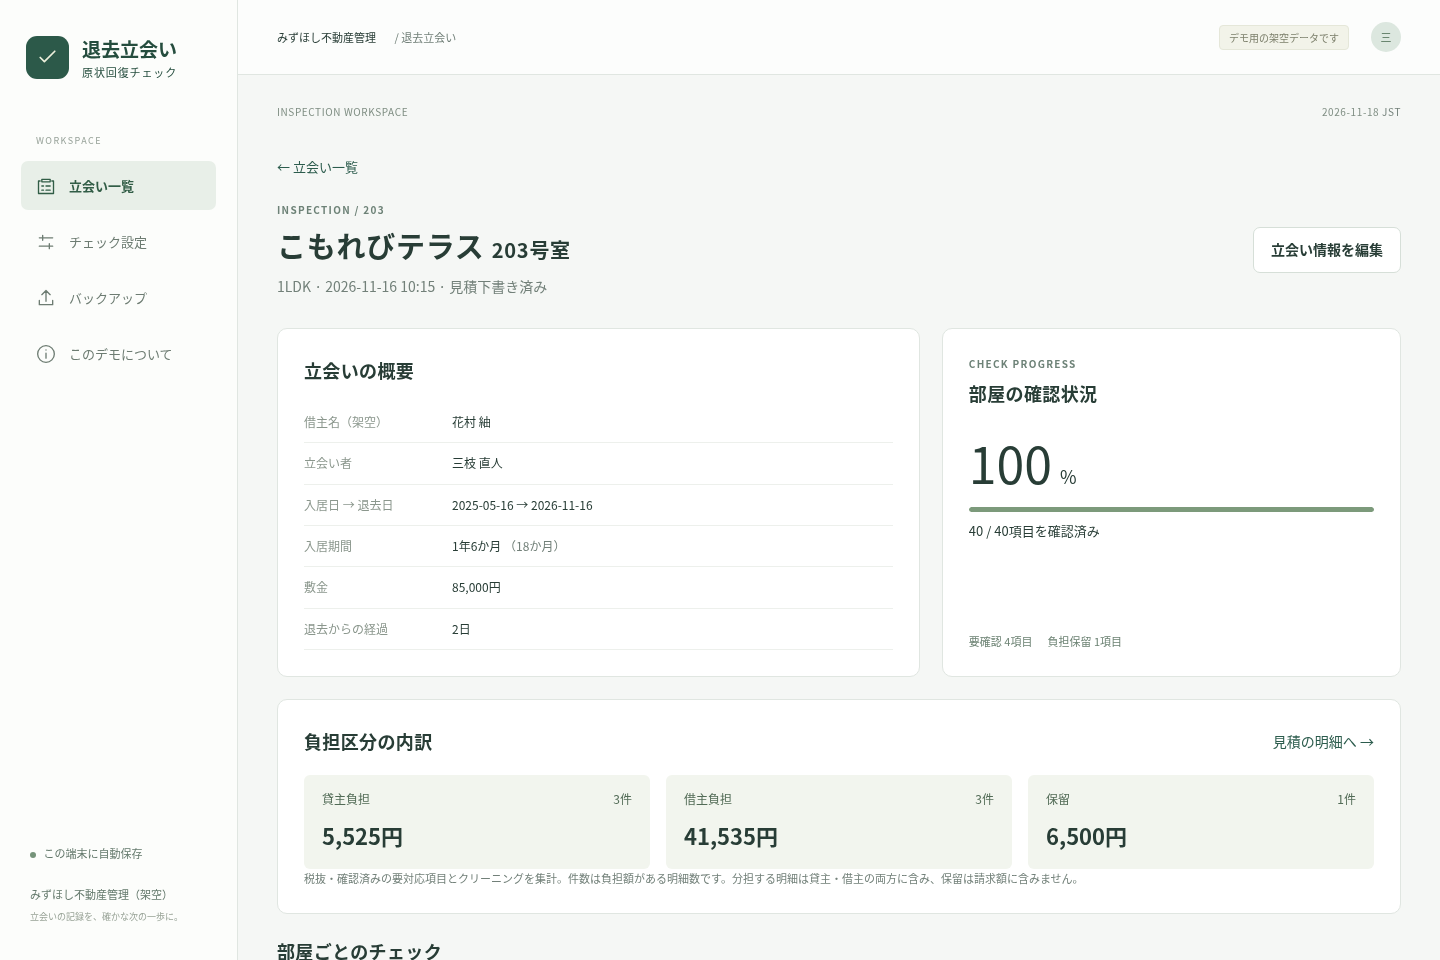 退去立会い
原状回復チェック
WORKSPACE
立会い一覧
チェック設定
バックアップ
このデモについて
この端末に自動保存
みずほし不動産管理（架空）
立会いの記録を、確かな次の一歩に。
みずほし不動産管理 / 退去立会い
デモ用の架空データです
三
INSPECTION WORKSPACE
2026-11-18 JST
← 立会い一覧
INSPECTION / 203
こもれびテラス 203号室
1LDK · 2026-11-16 10:15 · 見積下書き済み
立会い情報を編集
立会いの概要
借主名（架空） 花村 紬
立会い者 三枝 直人
入居日 → 退去日 2025-05-16 → 2026-11-16
入居期間 1年6か月 （18か月）
敷金 85,000円
退去からの経過 2日
CHECK PROGRESS
部屋の確認状況
100 %
40 / 40項目を確認済み
要確認 4項目 負担保留 1項目
負担区分の内訳
見積の明細へ →
貸主負担 3件
5,525円
借主負担 3件
41,535円
保留 1件
6,500円
税抜・確認済みの要対応項目とクリーニングを集計。件数は負担額がある明細数です。分担する明細は貸主・借主の両方に含み、保留は請求額に含みません。
部屋ごとのチェック